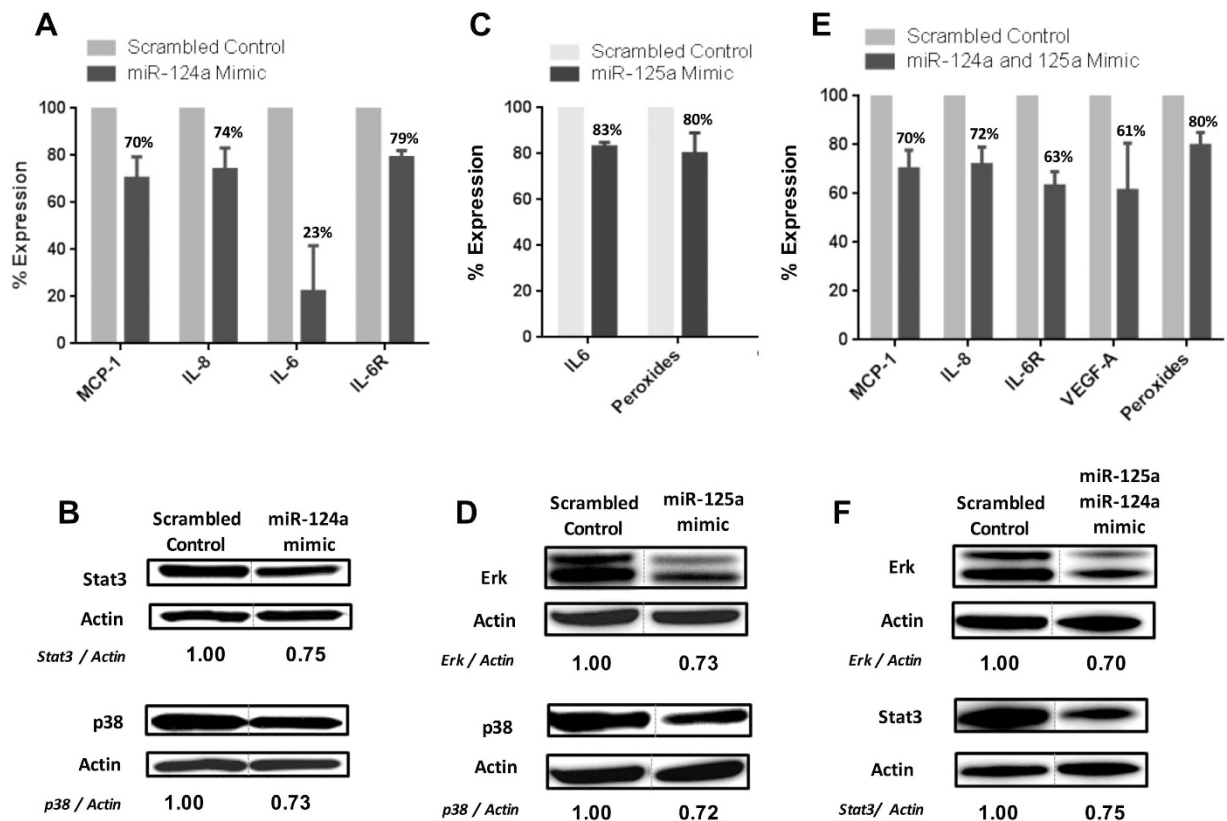 A
Scrambled Control
miR-124a Mimic
% Expression
100
80
60
40
20
0
70%
74%
23%
79%
MCP-1
IL-8
IL-6
IL-6R
C
Scrambled Control
miR-125a Mimic
% Expression
100
80
60
40
20
0
83%
80%
IL6
Peroxides
E
Scrambled Control
miR-124a and 125a Mimic
% Expression
100
80
60
40
20
0
70%
72%
63%
61%
80%
MCP-1
IL-8
IL-6R
VEGF-A
Peroxides
B
Scrambled
Control
miR-124a
mimic
Stat3
Actin
Stat3 / Actin 1.00 0.75
p38
Actin
p38 / Actin 1.00 0.73
D
Scrambled
Control
miR-125a
mimic
Erk
Actin
Erk / Actin 1.00 0.73
p38
Actin
p38 / Actin 1.00 0.72
F
Scrambled
Control
miR-125a
miR-124a
mimic
Erk
Actin
Erk / Actin 1.00 0.70
Stat3
Actin
Stat3/ Actin 1.00 0.75